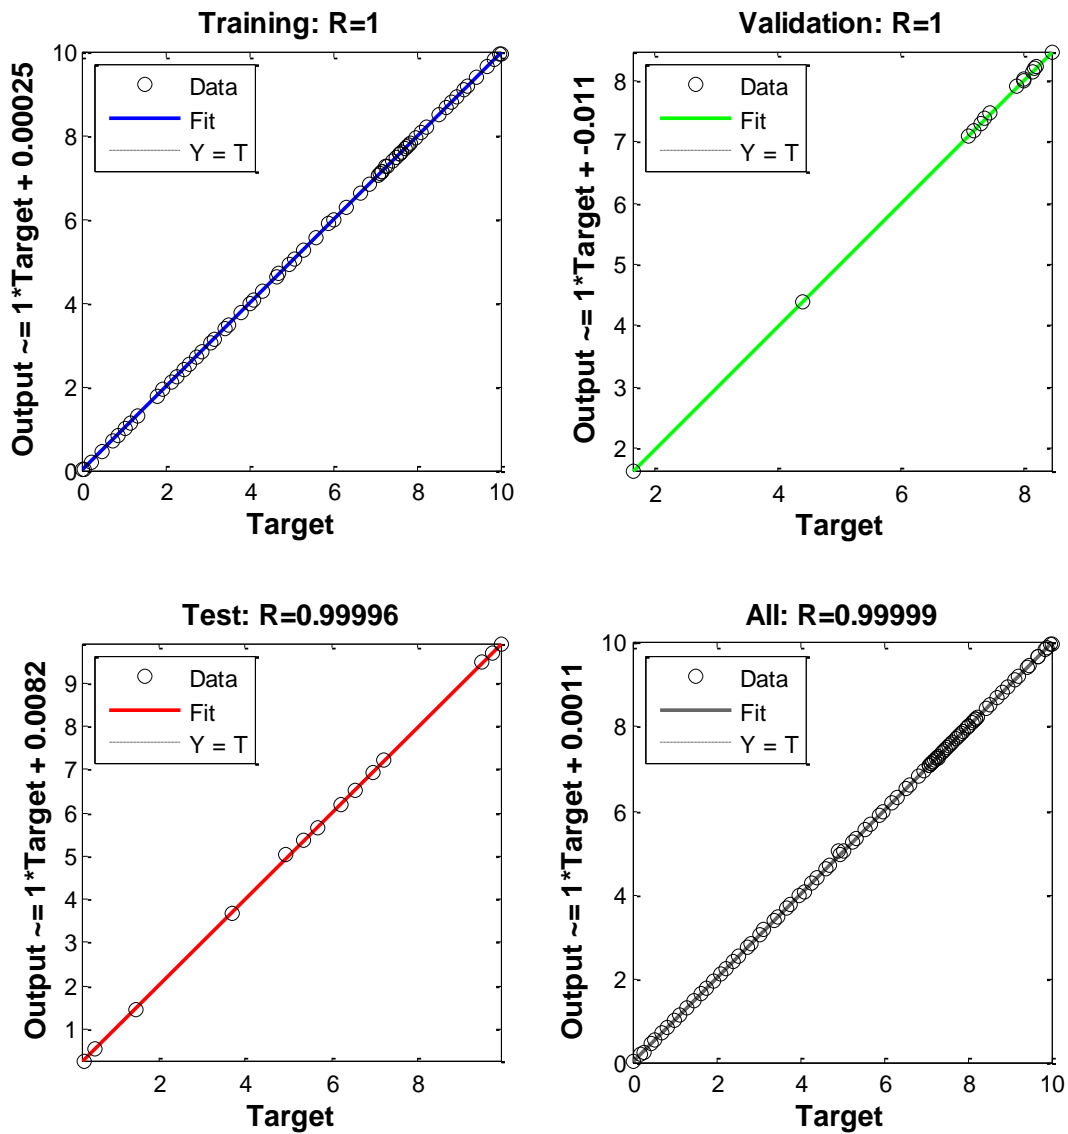 Training: R=1
Output ~= 1*Target + 0.00025
10
8
6
4
2
0
Data
Fit
Y = T
0
2
4
6
8
10
Target
Validation: R=1
Output ~= 1*Target + -0.011
8
7
6
5
4
3
2
Data
Fit
Y = T
2
4
6
8
Target
Test: R=0.99996
Output ~= 1*Target + 0.0082
9
8
7
6
5
4
3
2
1
Data
Fit
Y = T
2
4
6
8
Target
All: R=0.99999
Output ~= 1*Target + 0.0011
10
8
6
4
2
0
Data
Fit
Y = T
0
2
4
6
8
10
Target